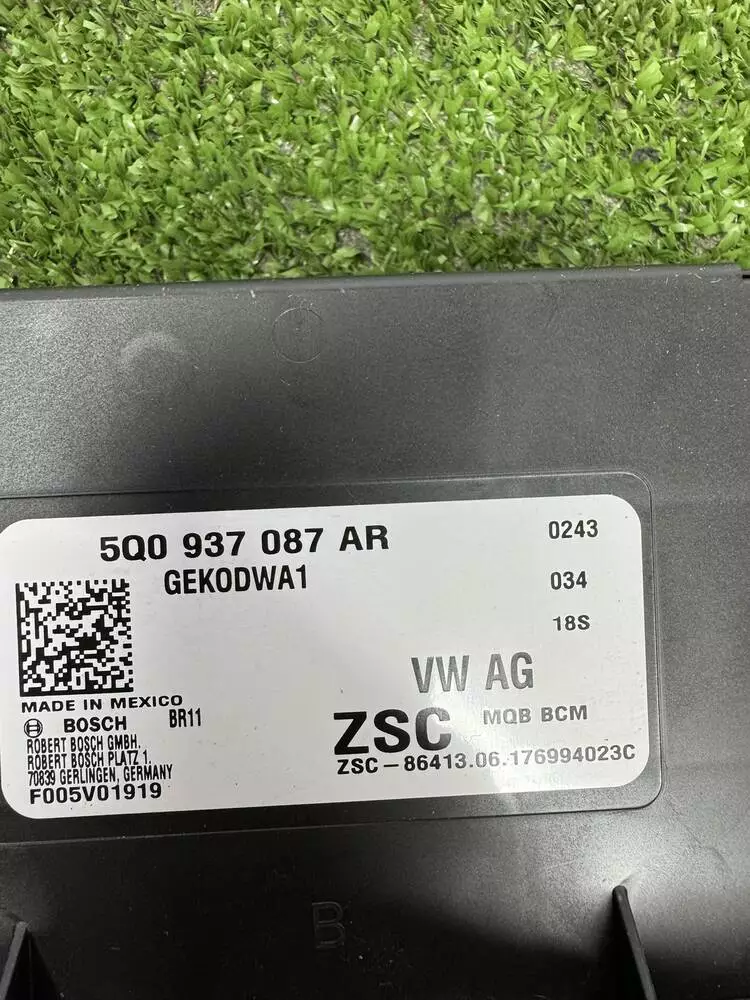 5Q0 937 087 AR
0243
GEKODWA1
034
18S
VW AG
MADE IN MEXICO
BOSCH BR11
ZSC MQB BCM
ROBERT BOSCH GMBH.
ROBERT BOSCH PLATZ 1.
70839 GERLINGEN, GERMANY
ZSC-86413.06.176994023C
F005V01919
B